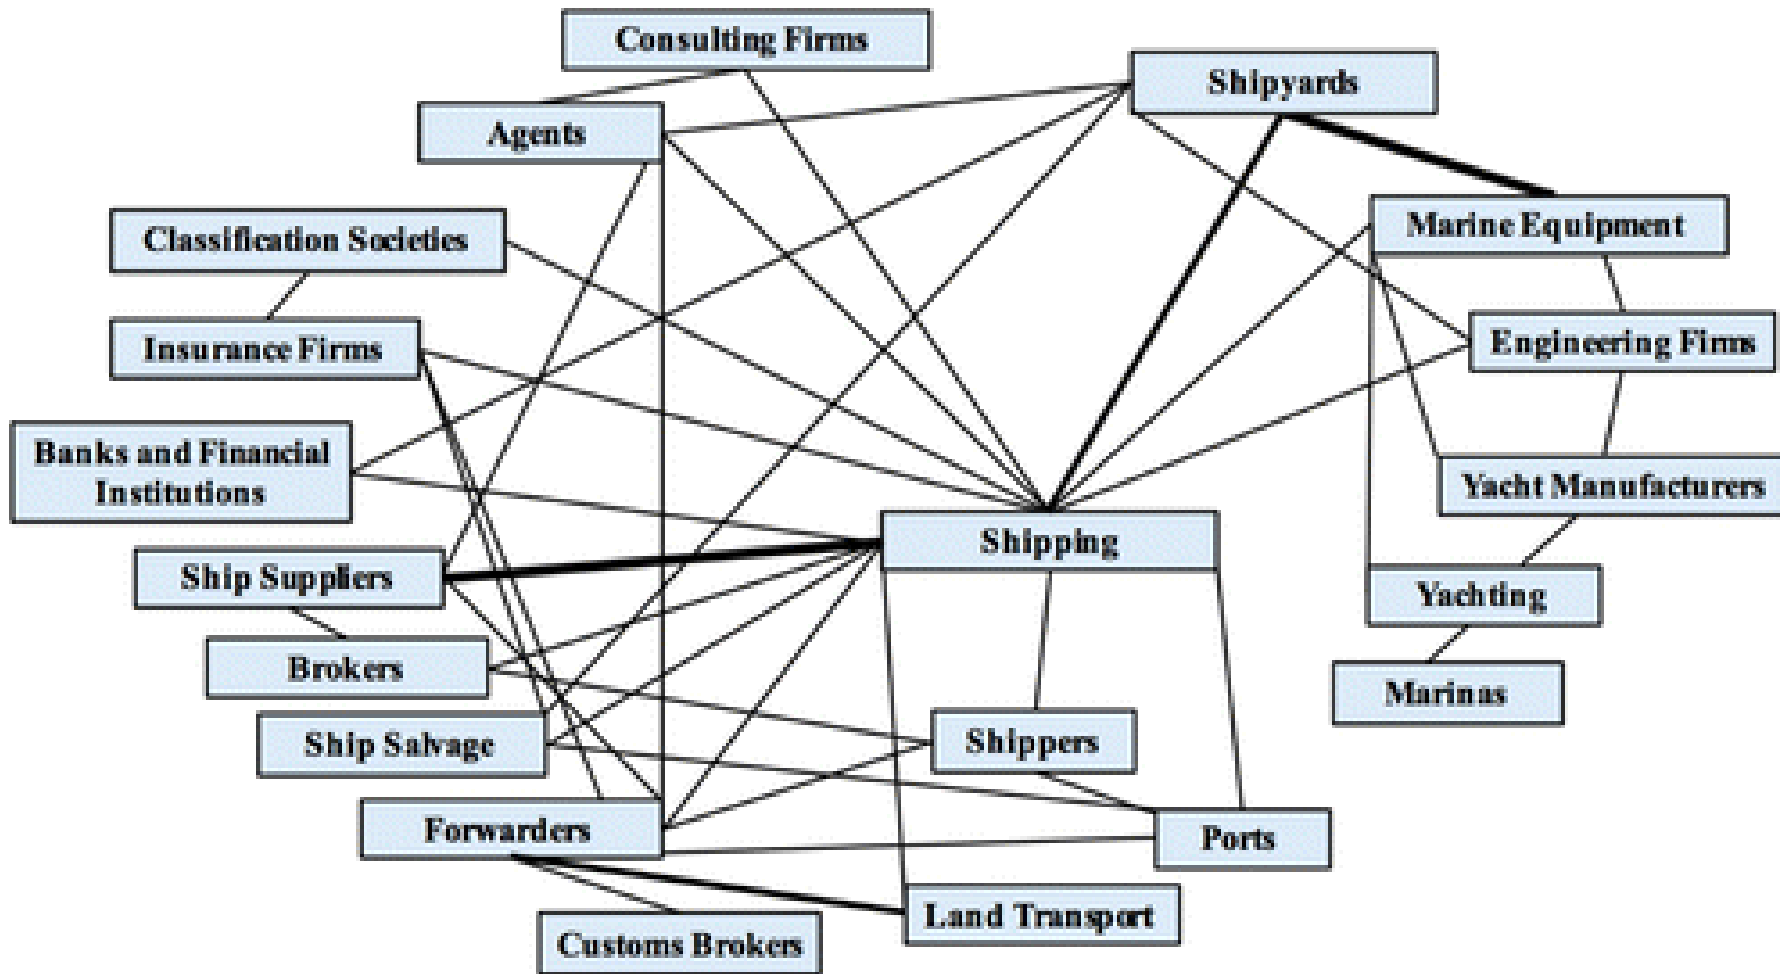 Consulting Firms
Shipyards
Agents
Classification Societies
Marine Equipment
Insurance Firms
Engineering Firms
Banks and Financial
Institutions
Yacht Manufacturers
Shipping
Ship Suppliers
Yachting
Brokers
Marinas
Ship Salvage
Shippers
Forwarders
Ports
Land Transport
Customs Brokers